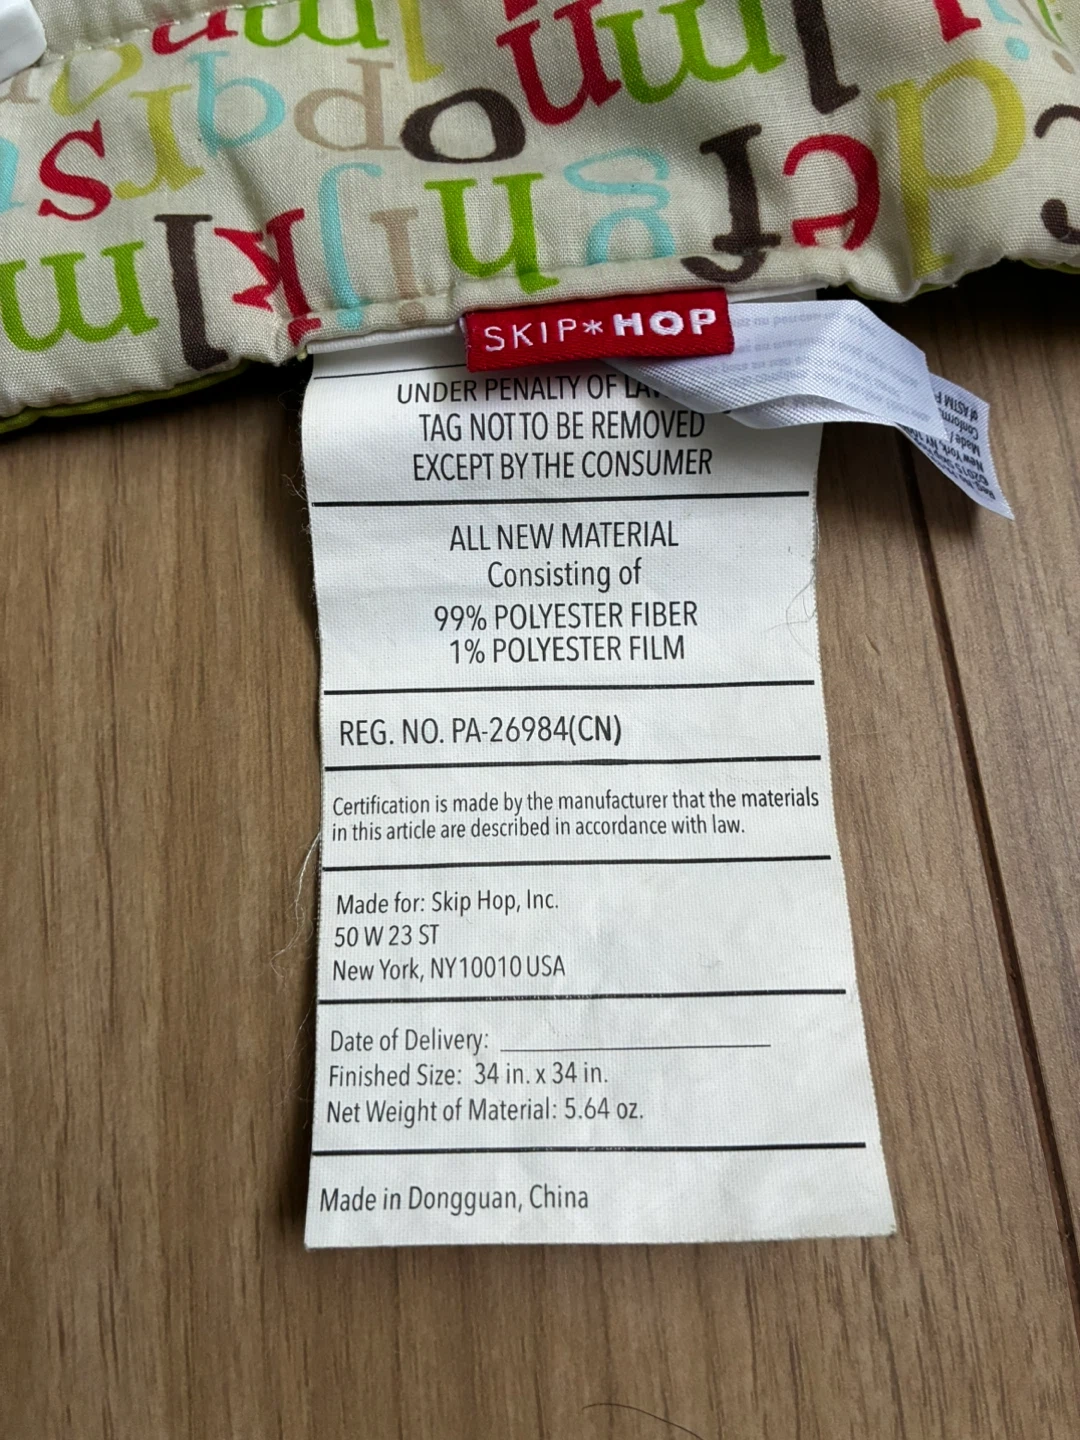 SKIP*HOP
UNDER PENALTY OF
TAG NOT TO BE REMOVED
EXCEPT BY THE CONSUMER
ALL NEW MATERIAL
Consisting of
99% POLYESTER FIBER
1% POLYESTER FILM
REG. NO. PA-26984(CN)
Certification is made by the manufacturer that the materials
in this article are described in accordance with law.
Made for: Skip Hop, Inc.
50 W 23 ST
New York, NY 10010 USA
Date of Delivery:
Finished Size: 34 in. x 34 in.
Net Weight of Material: 5.64 oz.
Made in Dongguan, China